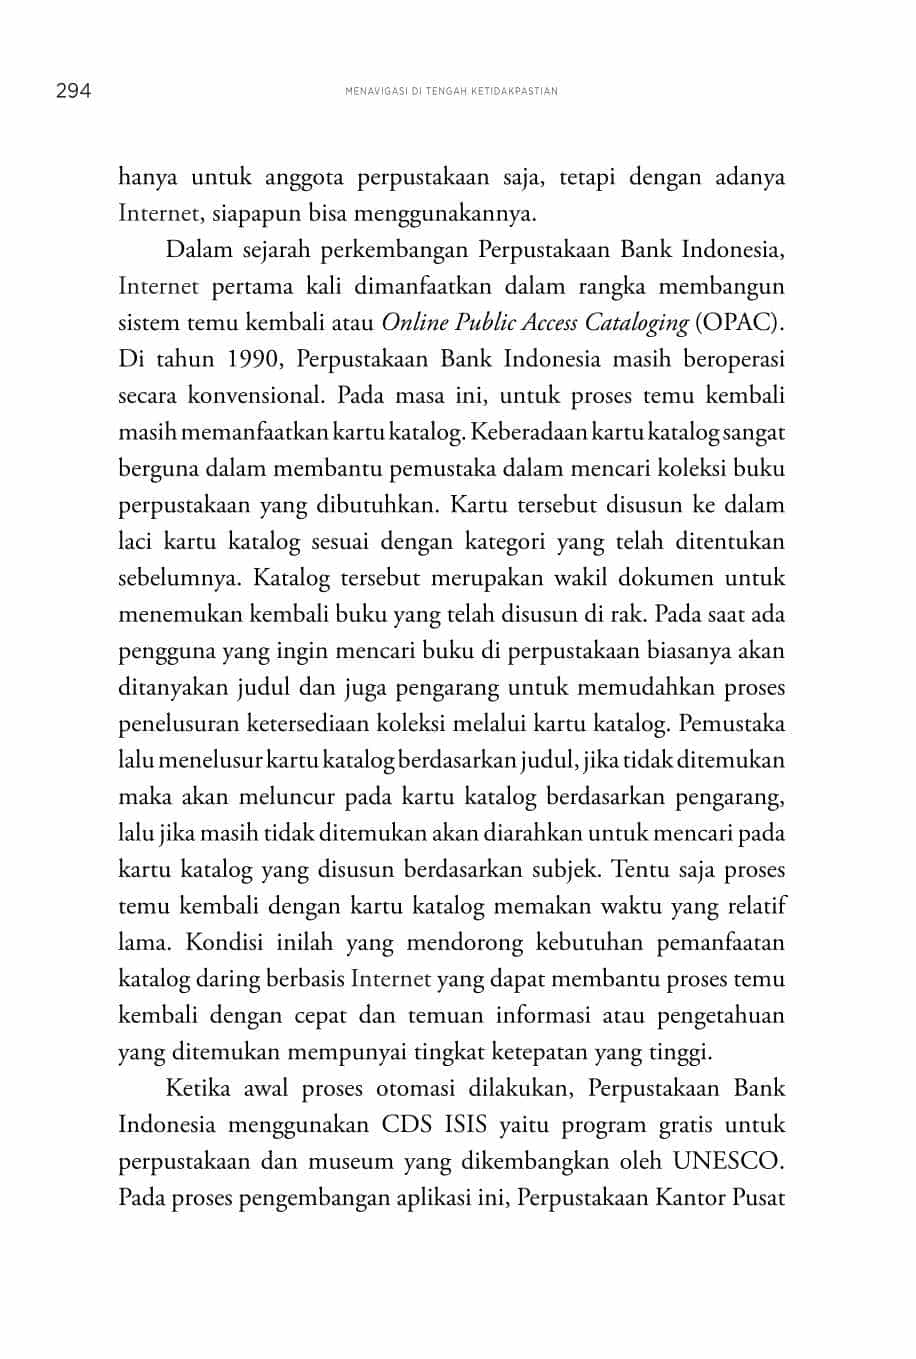 294
MENAVIGASI DI TENGAH KETIDAKPASTIAN
hanya untuk anggota perpustakaan saja, tetapi dengan adanya
Internet, siapapun bisa menggunakannya.
Dalam sejarah perkembangan Perpustakaan Bank Indonesia,
Internet pertama kali dimanfaatkan dalam rangka membangun
sistem temu kembali atau Online Public Access Cataloging (OPAC).
Di tahun 1990, Perpustakaan Bank Indonesia masih beroperasi
secara konvensional. Pada masa ini, untuk proses temu kembali
masih memanfaatkan kartu katalog. Keberadaan kartu katalog sangat
berguna dalam membantu pemustaka dalam mencari koleksi buku
perpustakaan yang dibutuhkan. Kartu tersebut disusun ke dalam
laci kartu katalog sesuai dengan kategori yang telah ditentukan
sebelumnya. Katalog tersebut merupakan wakil dokumen untuk
menemukan kembali buku yang telah disusun di rak. Pada saat ada
pengguna yang ingin mencari buku di perpustakaan biasanya akan
ditanyakan judul dan juga pengarang untuk memudahkan proses
penelusuran ketersediaan koleksi melalui kartu katalog. Pemustaka
lalu menelusur kartu katalog berdasarkan judul, jika tidak ditemukan
maka akan meluncur pada kartu katalog berdasarkan pengarang,
lalu jika masih tidak ditemukan akan diarahkan untuk mencari pada
kartu katalog yang disusun berdasarkan subjek. Tentu saja proses
temu kembali dengan kartu katalog memakan waktu yang relatif
lama. Kondisi inilah yang mendorong kebutuhan pemanfaatan
katalog daring berbasis Internet yang dapat membantu proses temu
kembali dengan cepat dan temuan informasi atau pengetahuan
yang ditemukan mempunyai tingkat ketepatan yang tinggi.
Ketika awal proses otomasi dilakukan, Perpustakaan Bank
Indonesia menggunakan CDS ISIS yaitu program gratis untuk
perpustakaan dan museum yang dikembangkan oleh UNESCO.
Pada proses pengembangan aplikasi ini, Perpustakaan Kantor Pusat